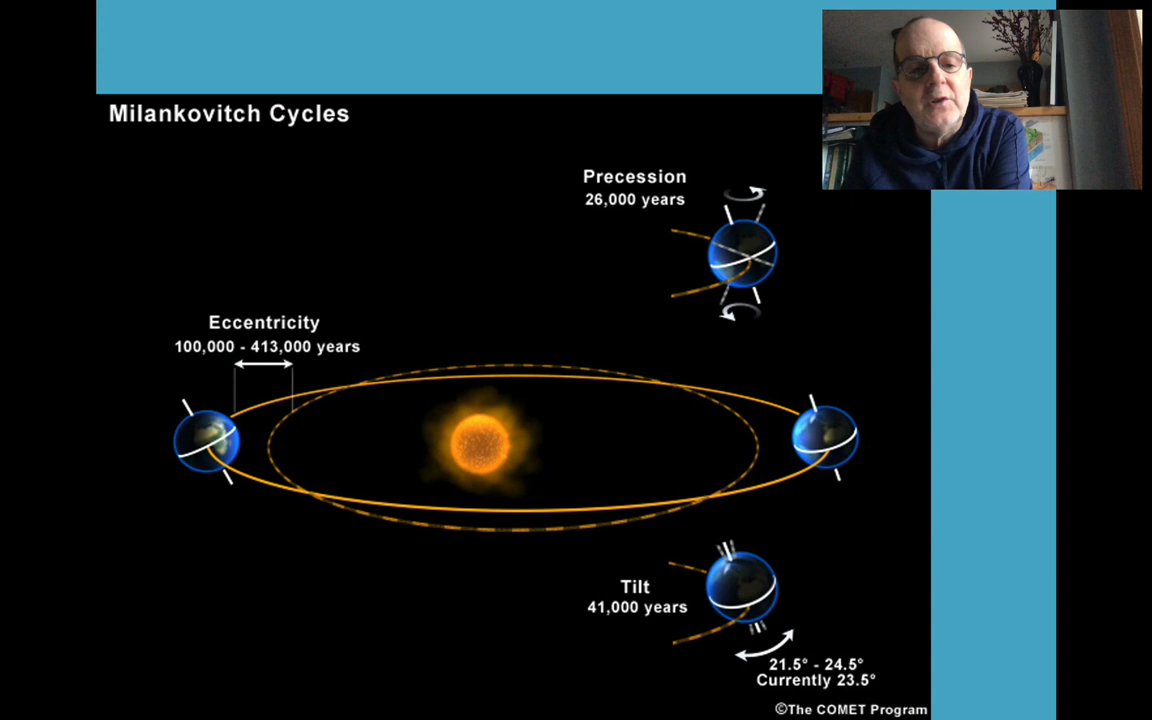 Milankovitch Cycles
Precession
26,000 years
Eccentricity
100,000 - 413,000 years
Tilt
41,000 years
21.5° - 24.5°
Currently 23.5°
©The COMET Program